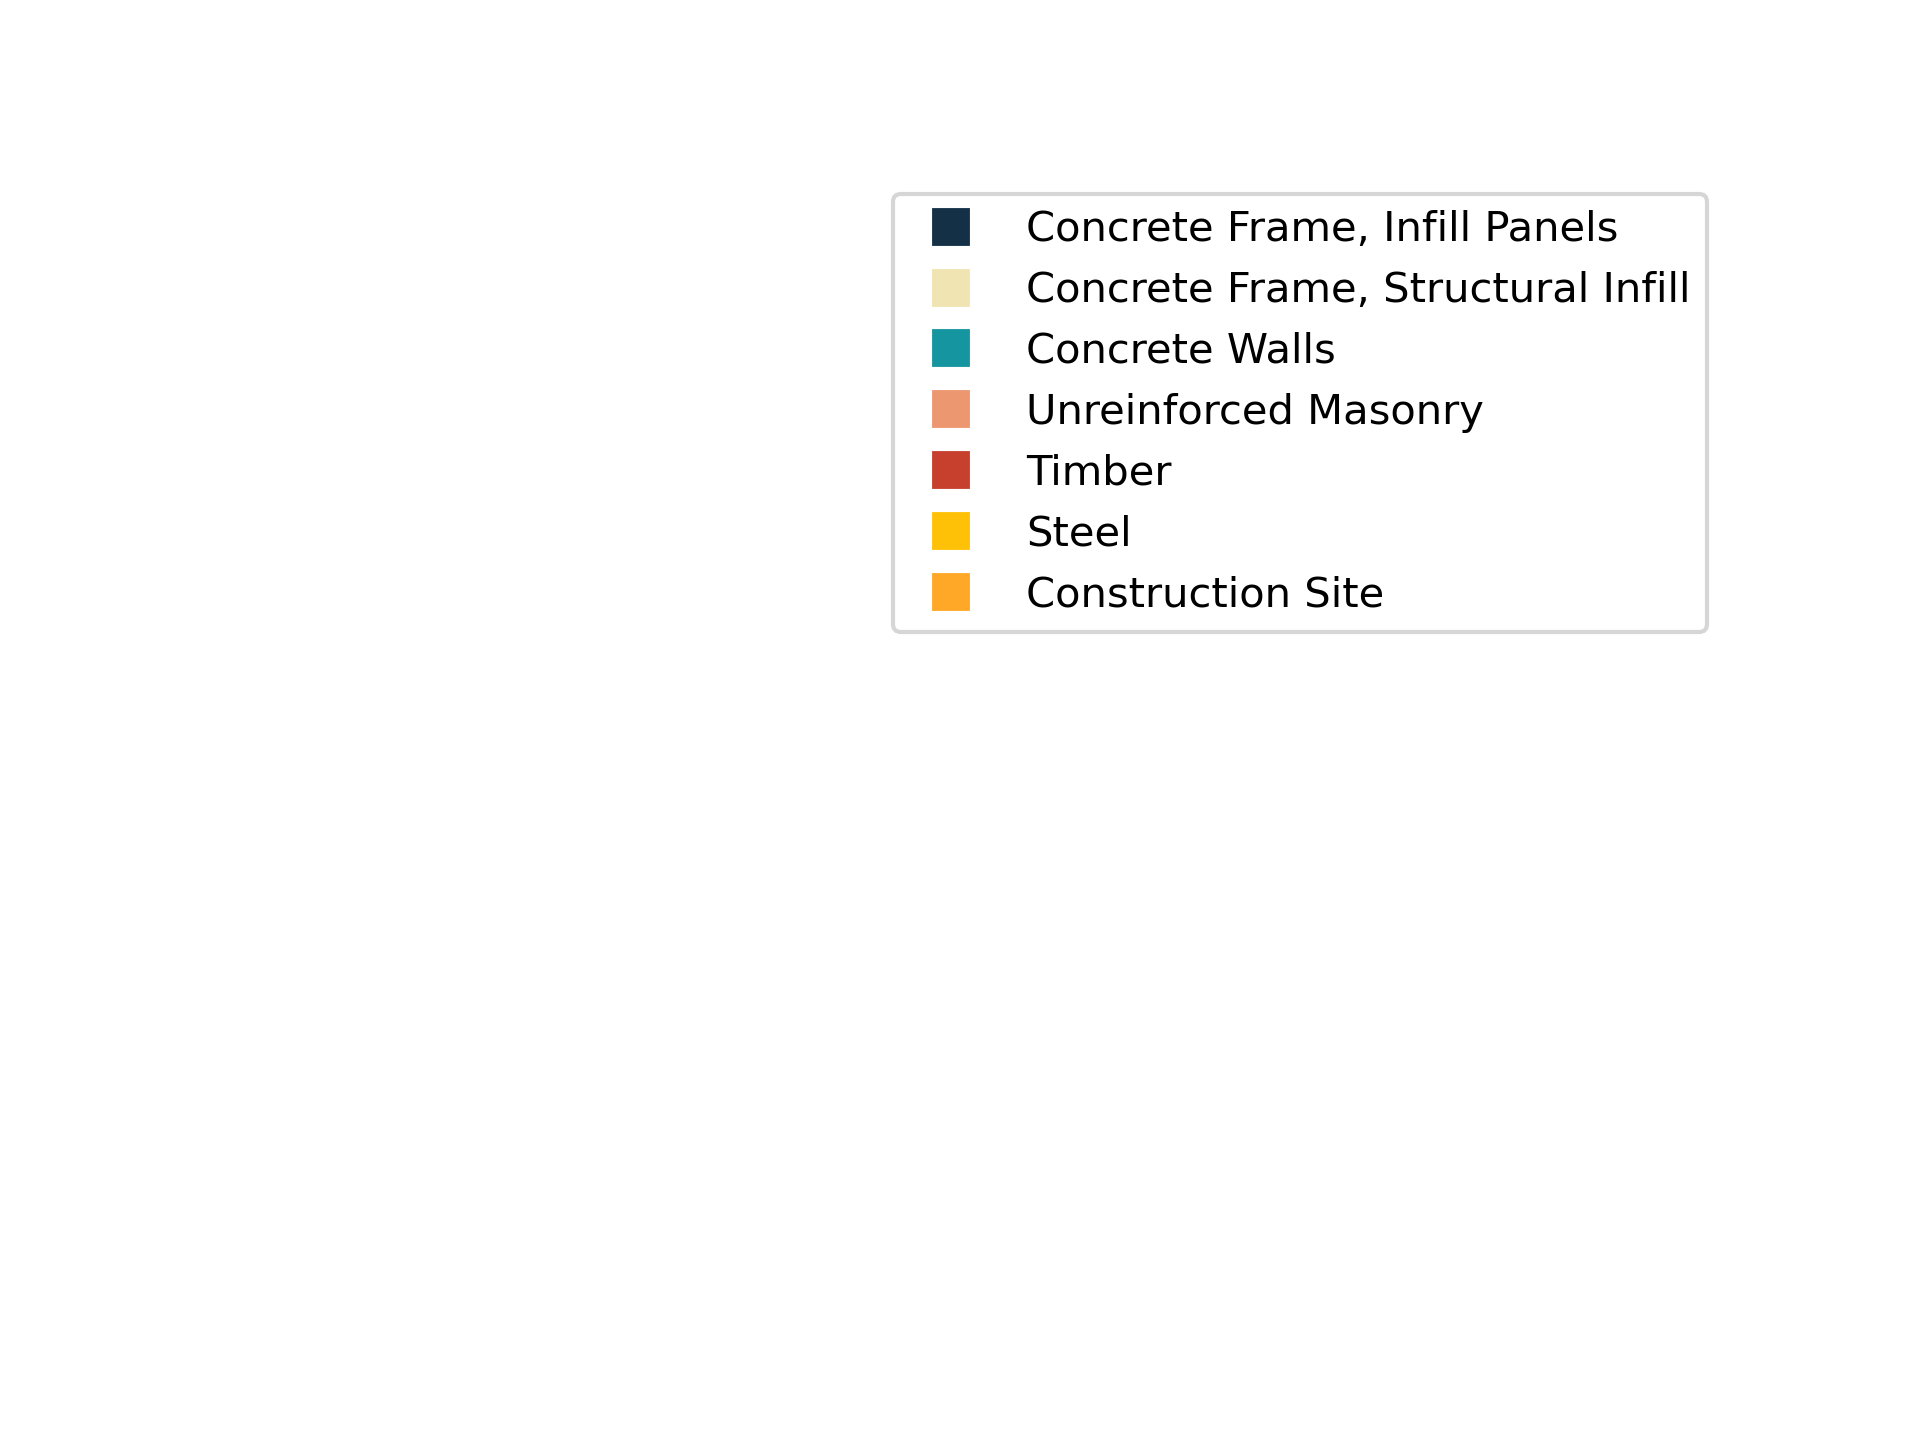 Concrete Frame, Infill Panels
Concrete Frame, Structural Infill
Concrete Walls
Unreinforced Masonry
Timber
Steel
Construction Site